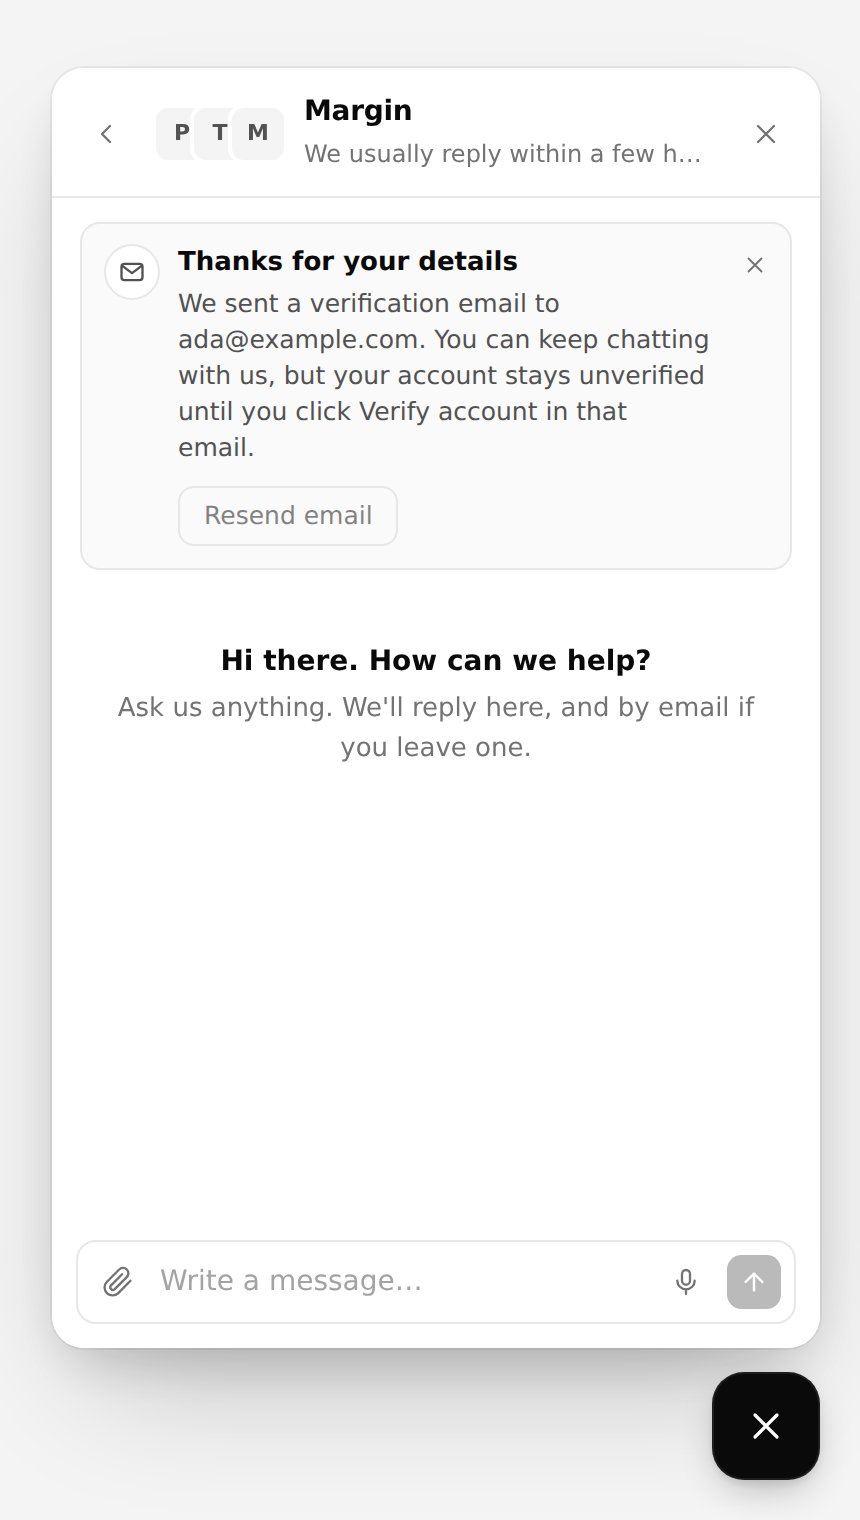 P T M
Margin
We usually reply within a few h...
Thanks for your details
We sent a verification email to
ada@example.com. You can keep chatting
with us, but your account stays unverified
until you click Verify account in that
email.
Resend email
Hi there. How can we help?
Ask us anything. We'll reply here, and by email if
you leave one.
Write a message...